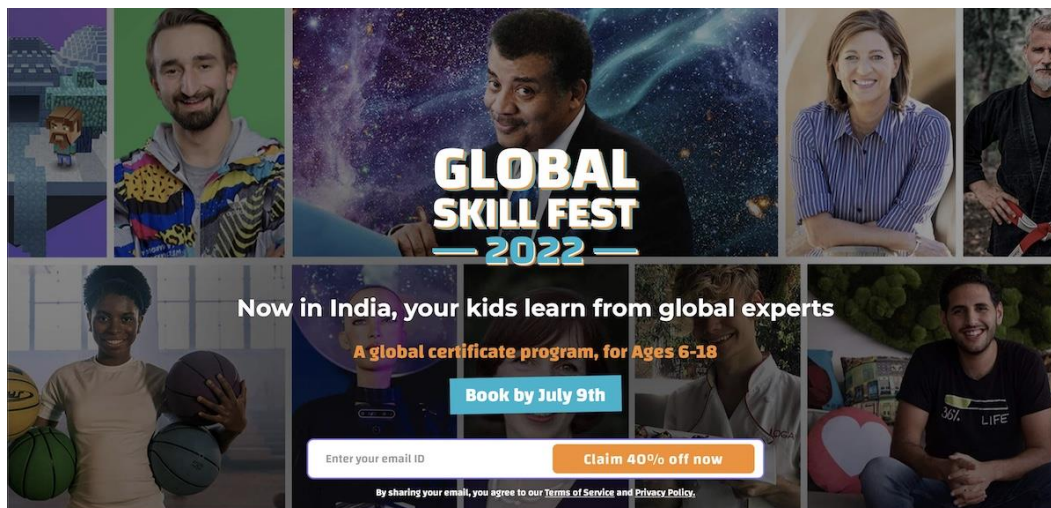 GLOBAL
SKILL FEST
2022
Now in India, your kids learn from global experts
A global certificate program, for Ages 6-18
Book by July 9th
Enter your email ID
Claim 40% off now
By sharing your email, you agree to our Terms of Service and Privacy Policy.
36%
LIFE